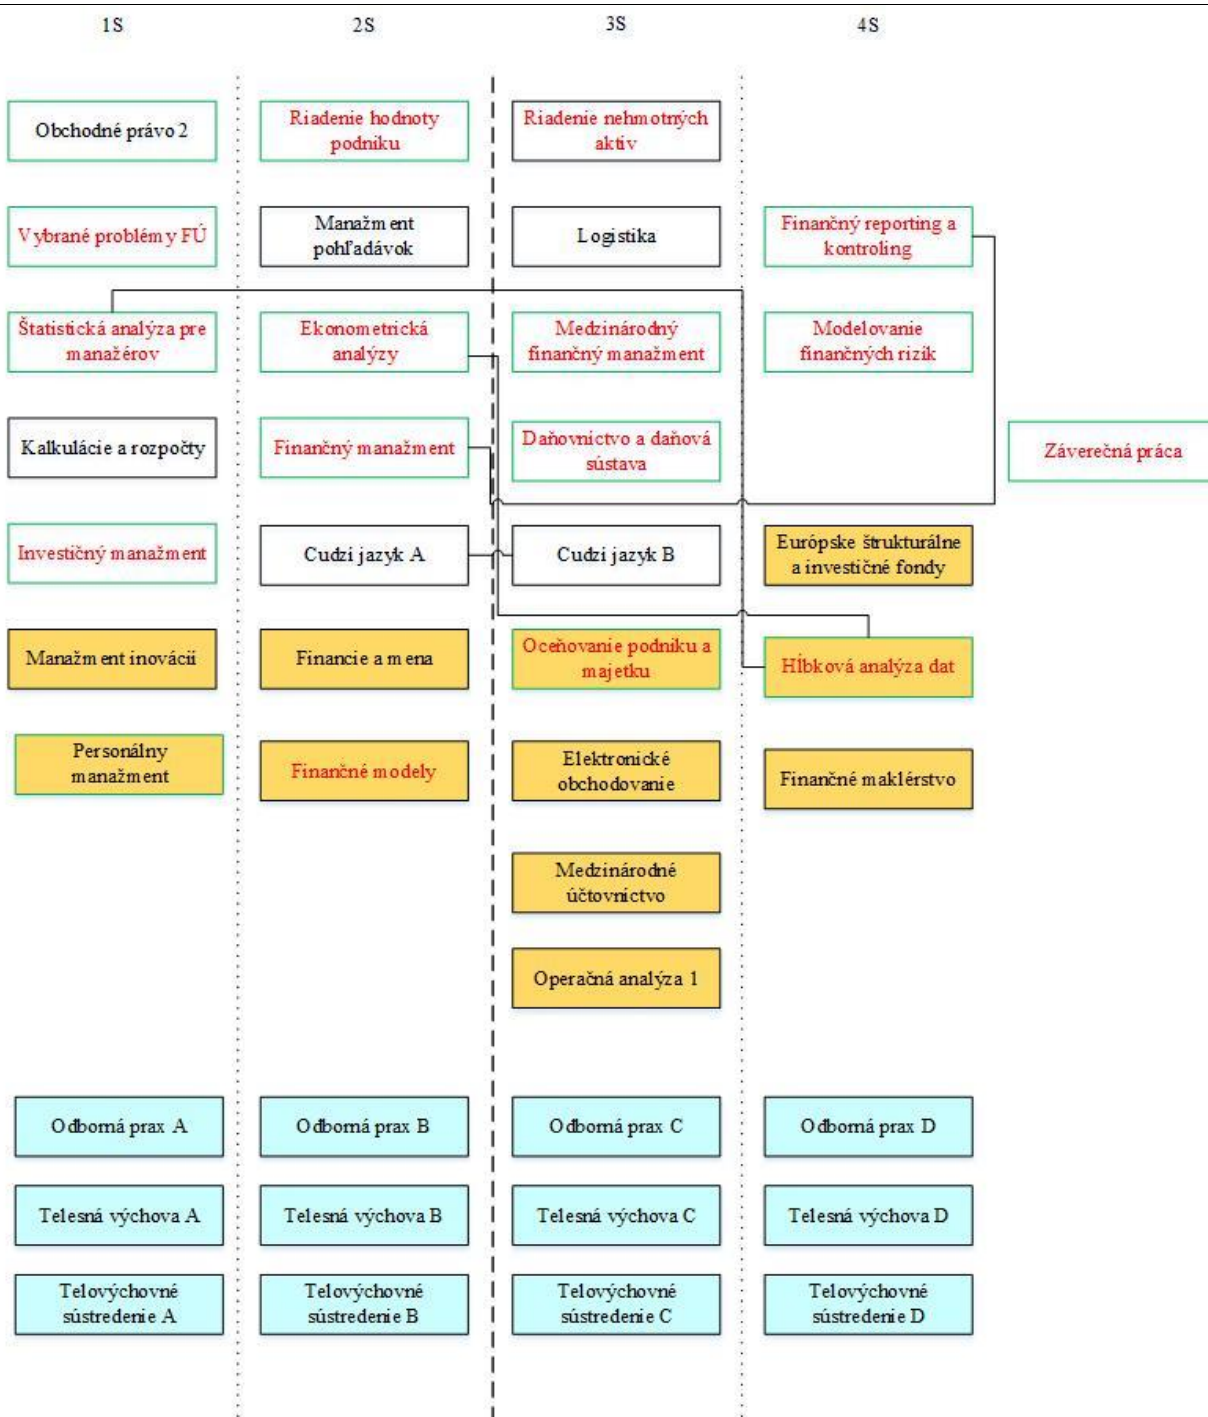 1S
2S
3S
4S
Obchodné právo 2
Riadenie hodnoty
podniku
Riadenie nehmotných
aktív
Vybrané problémy FÚ
Manažment
pohľadávok
Logistika
Finančný reporting a
kontroling
Štatistická analýza pre
manažérov
Ekonometrická
analýzy
Medzinárodný
finančný manažment
Modelovanie
finančných rizík
Kalkulácie a rozpočty
Finančný manažment
Daňovníctvo a daňová
sústava
Záverečná práca
Investičný manažment
Cudzí jazyk A
Cudzí jazyk B
Európske štrukturálne
a investičné fondy
Manažment inovácií
Financie a mena
Oceňovanie podniku a
majetku
Hĺbková analýza dat
Personálny
manažment
Finančné modely
Elektronické
obchodovanie
Finančné maklérstvo
Medzinárodné
účtovníctvo
Operačná analýza 1
Odborná prax A
Odborná prax B
Odborná prax C
Odborná prax D
Telesná výchova A
Telesná výchova B
Telesná výchova C
Telesná výchova D
Telovýchovné
sústredenie A
Telovýchovné
sústredenie B
Telovýchovné
sústredenie C
Telovýchovné
sústredenie D